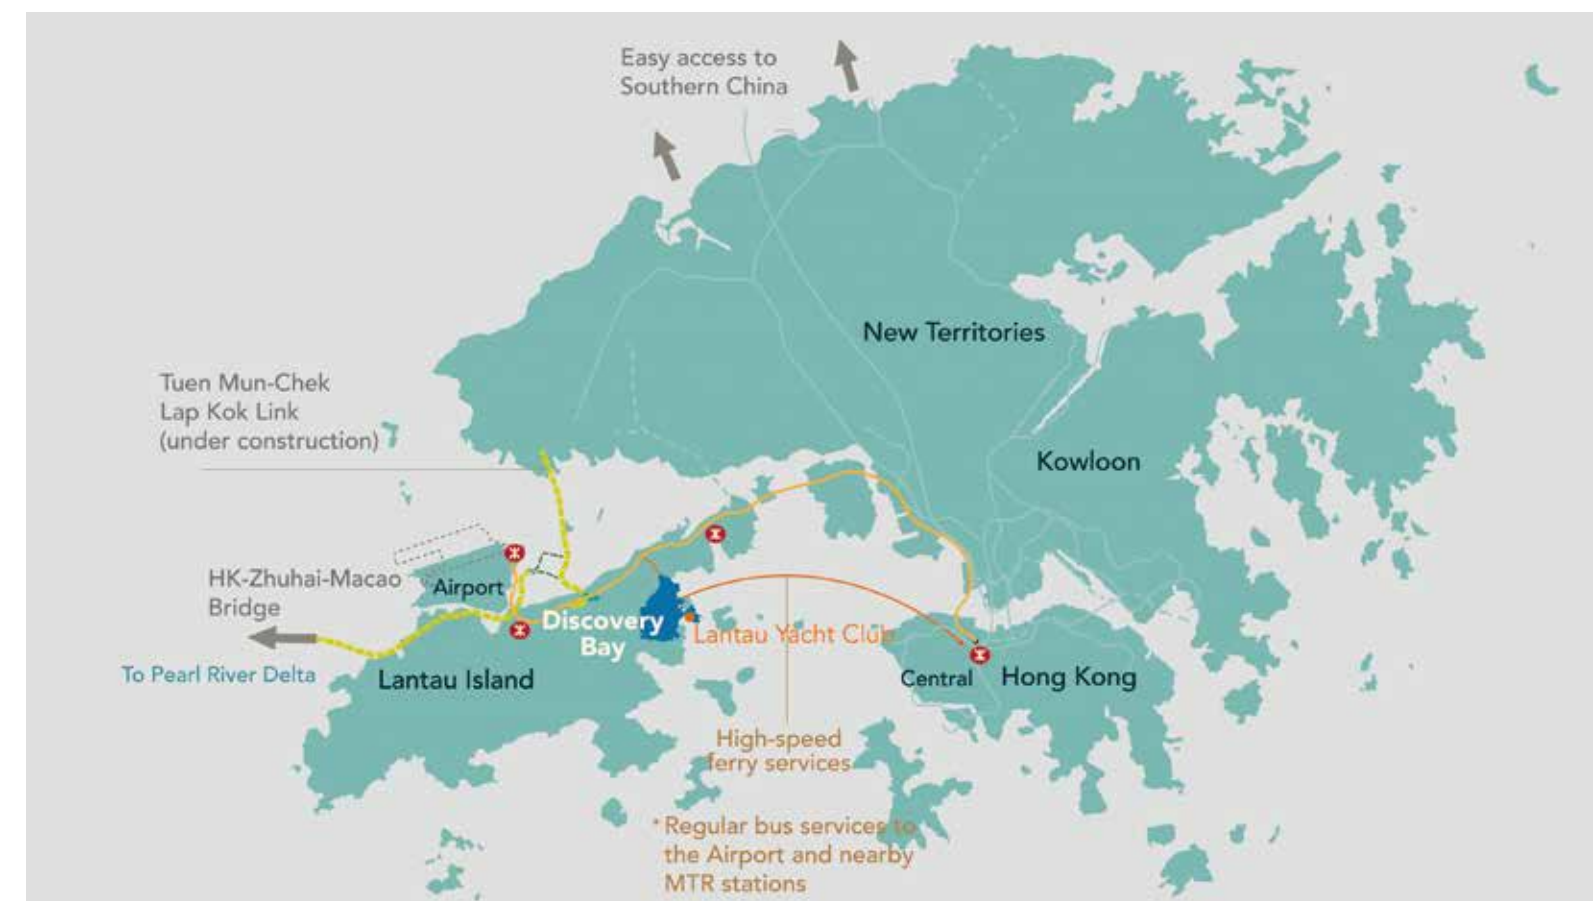 Easy access to
Southern China
New Territories
Tuen Mun-Chek
Lap Kok Link
(under construction)
Kowloon
HK-Zhuhai-Macao
Bridge
Airport
Discovery
Bay
Lantau Yacht Club
To Pearl River Delta
Lantau Island
Central
Hong Kong
High-speed
ferry services
*Regular bus services to
the Airport and nearby
MTR stations